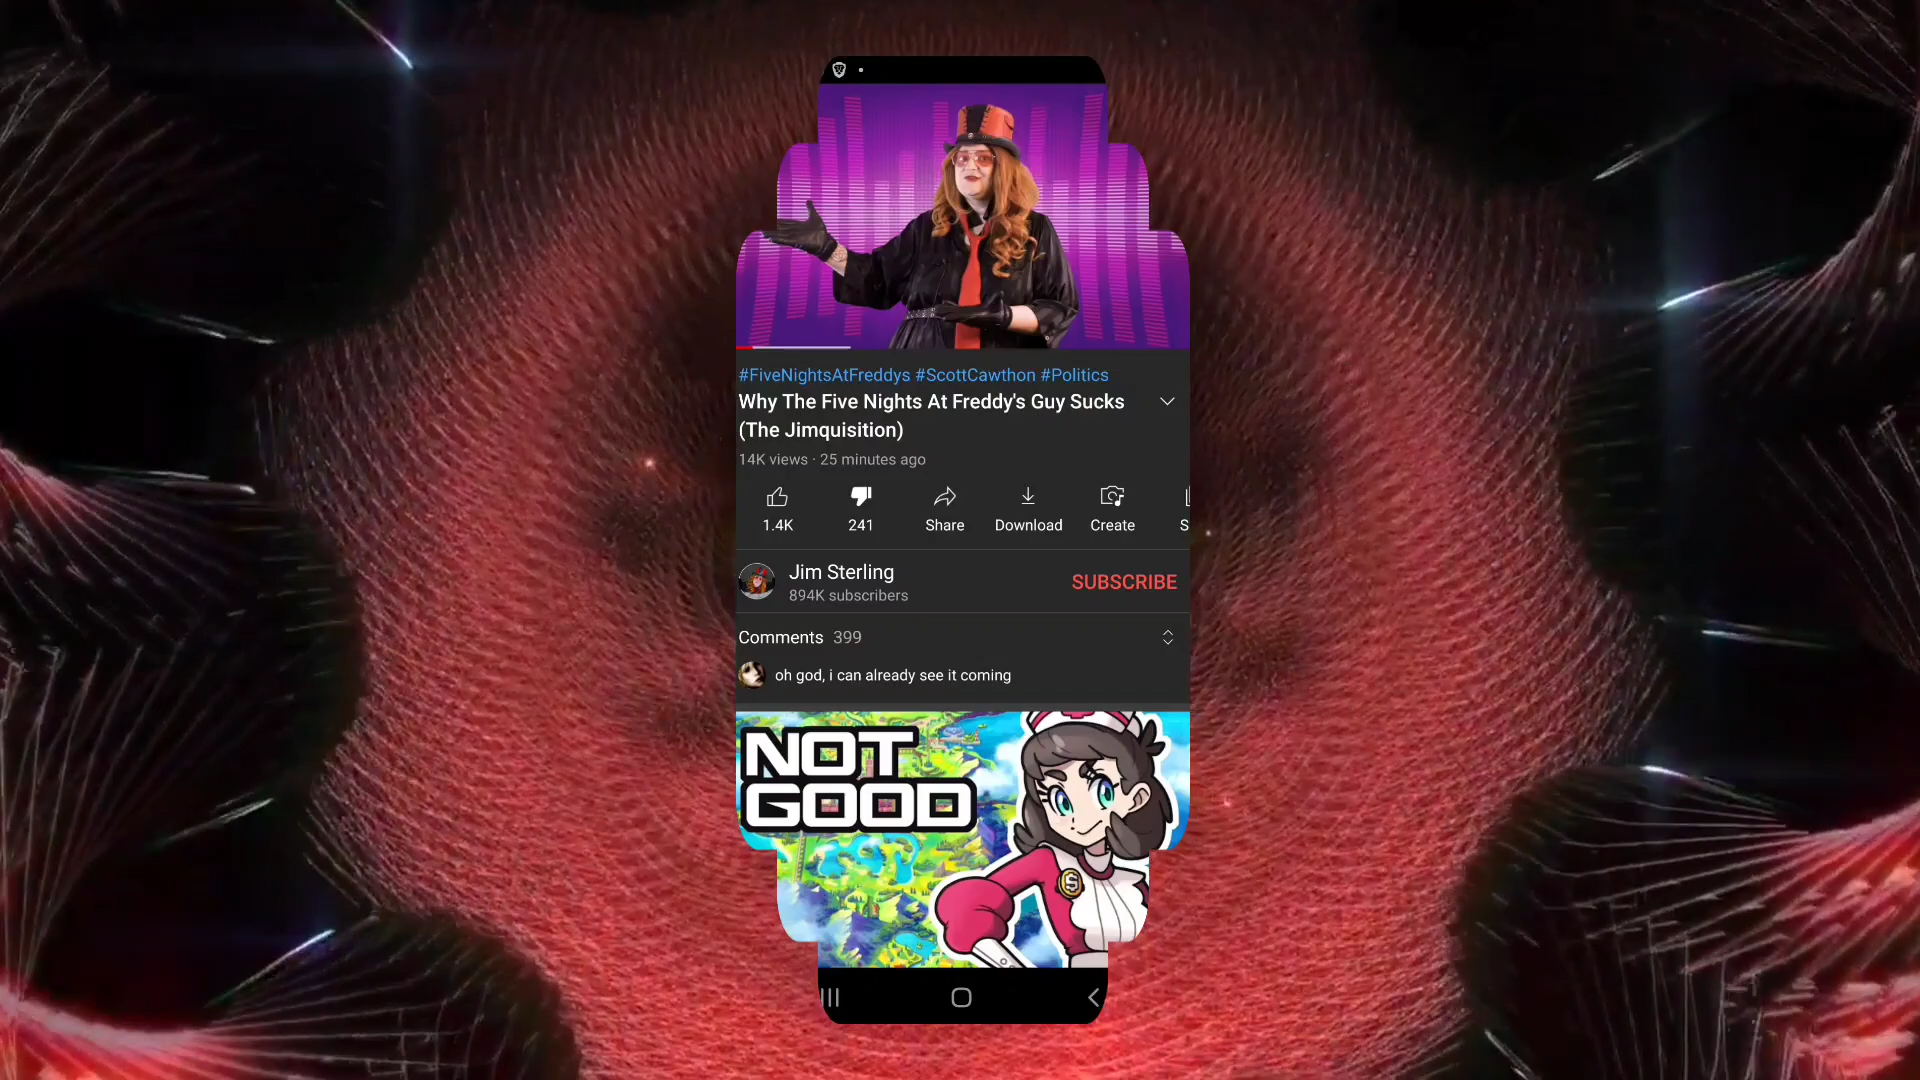 #FiveNightsAtFreddys #ScottCawthon #Politics
Why The Five Nights At Freddy's Guy Sucks
(The Jimquisition)
14K views · 25 minutes ago
1.4K
241
Share
Download
Create
S
Jim Sterling
894K subscribers
SUBSCRIBE
Comments 399
oh god, i can already see it coming
NOT
GOOD
S